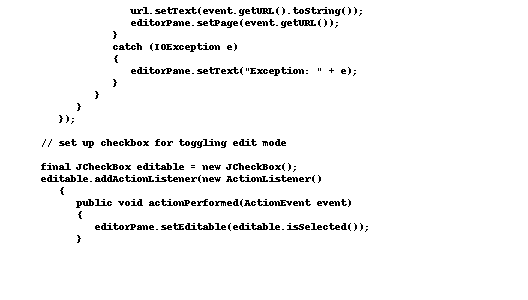 url.setText(event.getURL().toString());
editorPane.setPage(event.getURL());
}
catch (IOException e)
{
editorPane.setText("Exception: " + e);
}
}
}
});
// set up checkbox for toggling edit mode
final JCheckBox editable = new JCheckBox();
editable.addActionListener(new ActionListener()
{
public void actionPerformed(ActionEvent event)
{
editorPane.setEditable(editable.isSelected());
}